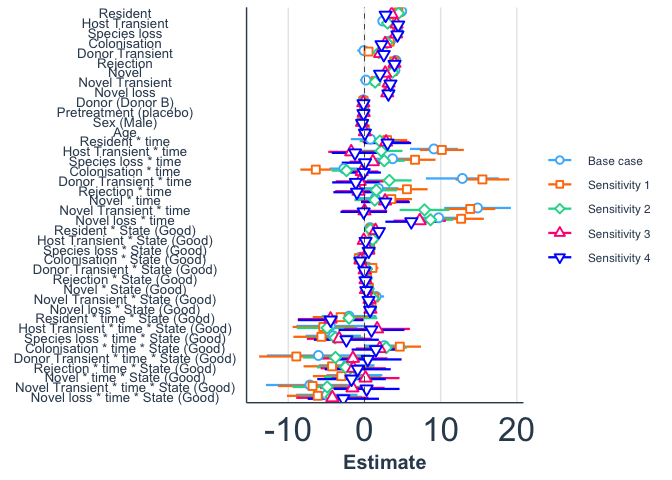 Resident
Host Transient
Species loss
Colonisation
Donor Transient
Rejection
Novel
Novel Transient
Novel loss
Donor (Donor B)
Pretreatment (placebo)
Sex (Male)
Age
Resident * time
Host Transient * time
Species loss * time
Colonisation * time
Donor Transient * time
Rejection * time
Novel * time
Novel Transient * time
Novel loss * time
Resident * State (Good)
Host Transient * State (Good)
Species loss * State (Good)
Colonisation * State (Good)
Donor Transient * State (Good)
Rejection * State (Good)
Novel * State (Good)
Novel Transient * State (Good)
Novel loss * State (Good)
Resident * time * State (Good)
Host Transient * time * State (Good)
Species loss * time * State (Good)
Colonisation * time * State (Good)
Donor Transient * time * State (Good)
Rejection * time * State (Good)
Novel * time * State (Good)
Novel Transient * time * State (Good)
Novel loss * time * State (Good)
-10 0 10 20
Estimate
Base case
Sensitivity 1
Sensitivity 2
Sensitivity 3
Sensitivity 4